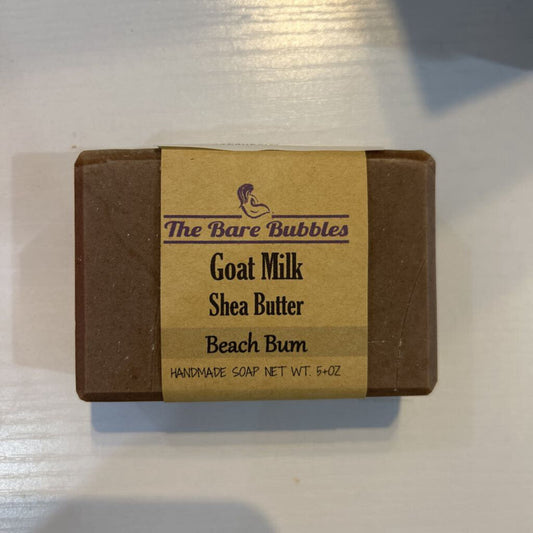 The Bare Bubbles
Goat Milk
Shea Butter
Beach Bum
HANDMADE SOAP NET WT. 5+OZ